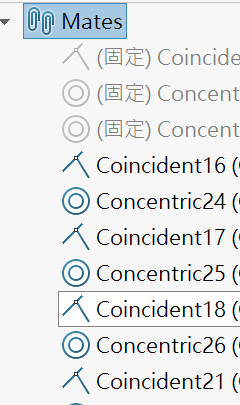 Mates
(固定) Coincide
(固定) Concent
(固定) Concent
Coincident16 (
Concentric24 (
Coincident17 (
Concentric25 (
Coincident18 (
Concentric26 (
Coincident21 (